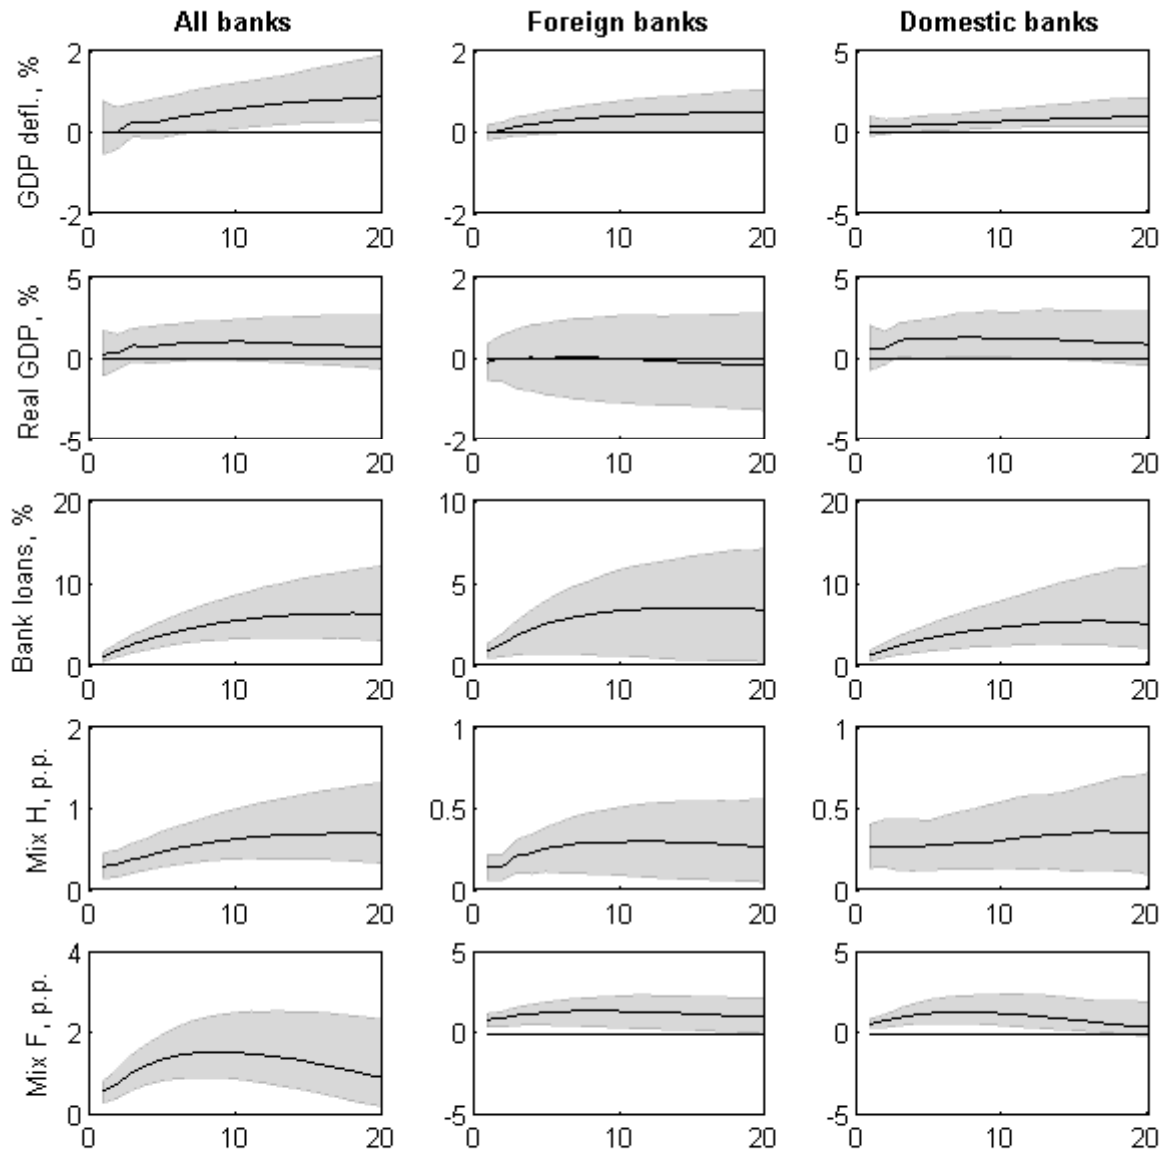 All banks Foreign banks Domestic banks
GDP defl., %
2 0 -2 0 10 20
2 0 -2 0 10 20
5 0 -5 0 10 20
Real GDP, %
5 0 -5 0 10 20
2 0 -2 0 10 20
5 0 -5 0 10 20
Bank loans, %
20 10 0 0 10 20
10 5 0 0 10 20
20 10 0 0 10 20
Mix H, p.p.
2 1 0 0 10 20
1 0.5 0 0 10 20
1 0.5 0 0 10 20
Mix F, p.p.
4 2 0 0 10 20
5 0 -5 0 10 20
5 0 -5 0 10 20